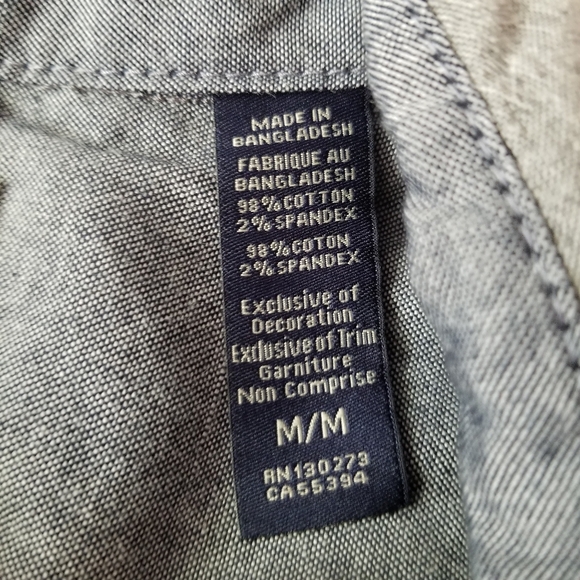 MADE IN
BANGLADESH
FABRIQUE AU
BANGLADESH
98%COTTON
2%SPANDEX
98%COTON
2%SPANDEX
Exclusive of
Decoration
Exclusive of Trim
Garniture
Non Comprise
M/M
RN130273
CA55394